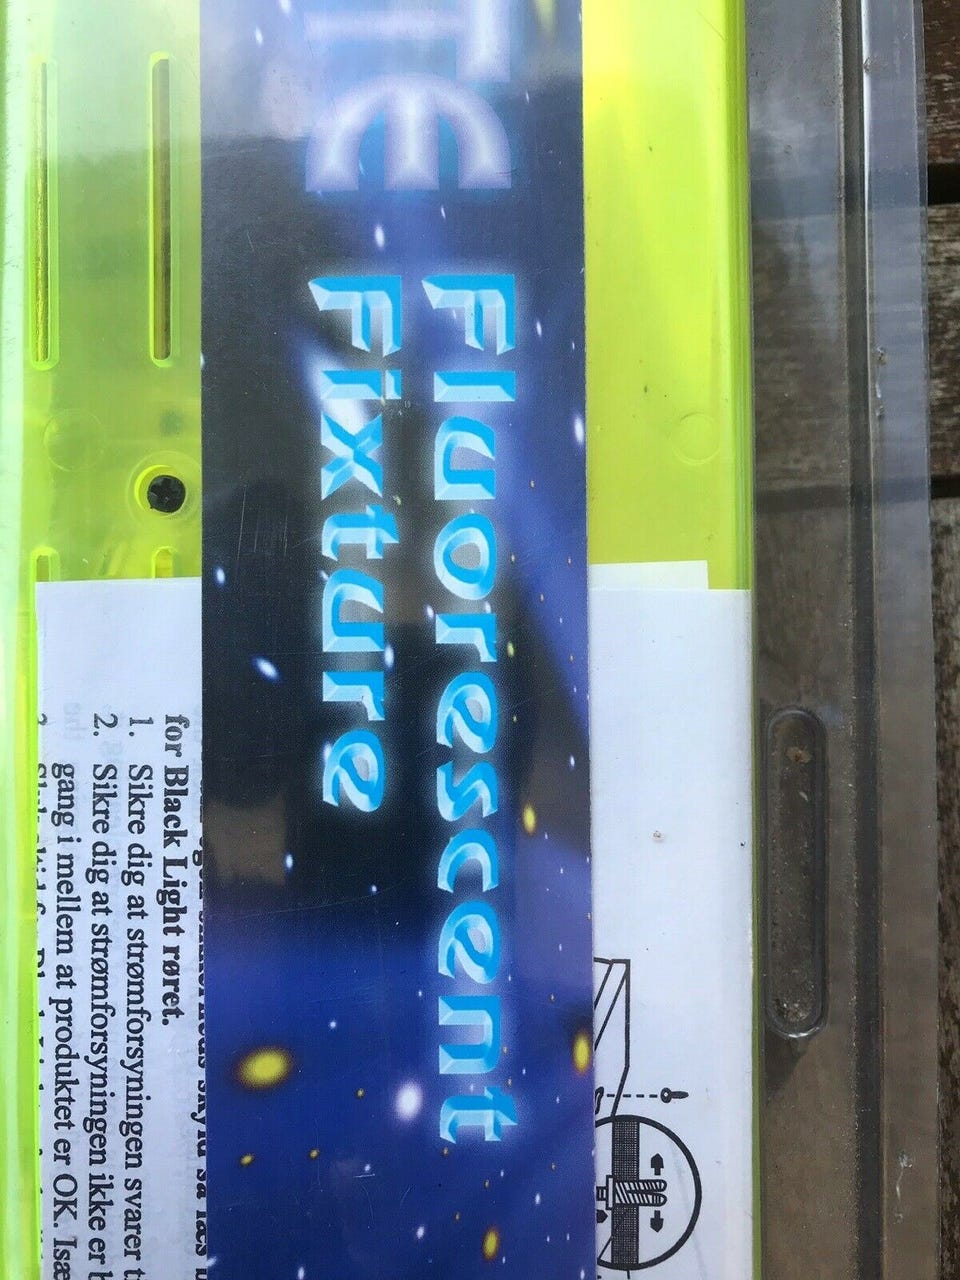 TE
Fluorescent
Fixture
for Black Light røret.
1. Sikre dig at strømforsyningen svarer
2. Sikre dig at strømforsyningen ikke er
gang i mellem at produktet er OK. Isæ